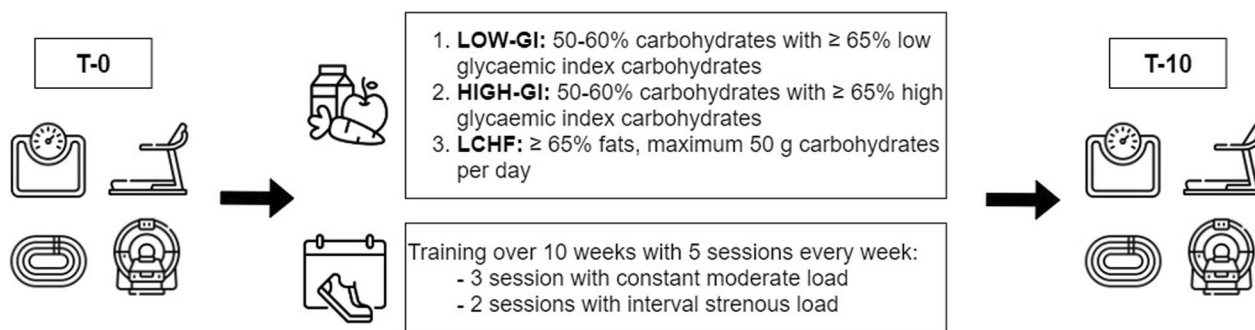 T-0
1. LOW-GI: 50-60% carbohydrates with ≥ 65% low
glycaemic index carbohydrates
2. HIGH-GI: 50-60% carbohydrates with ≥ 65% high
glycaemic index carbohydrates
3. LCHF: ≥ 65% fats, maximum 50 g carbohydrates
per day
Training over 10 weeks with 5 sessions every week:
- 3 session with constant moderate load
- 2 sessions with interval strenous load
T-10